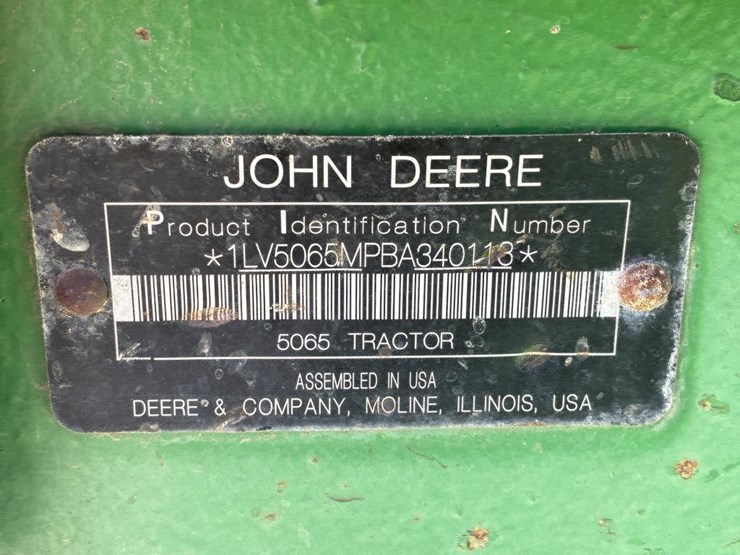 JOHN DEERE
Product Identification Number
*1LV5065MPBA340113*
5065 TRACTOR
ASSEMBLED IN USA
DEERE & COMPANY, MOLINE, ILLINOIS, USA